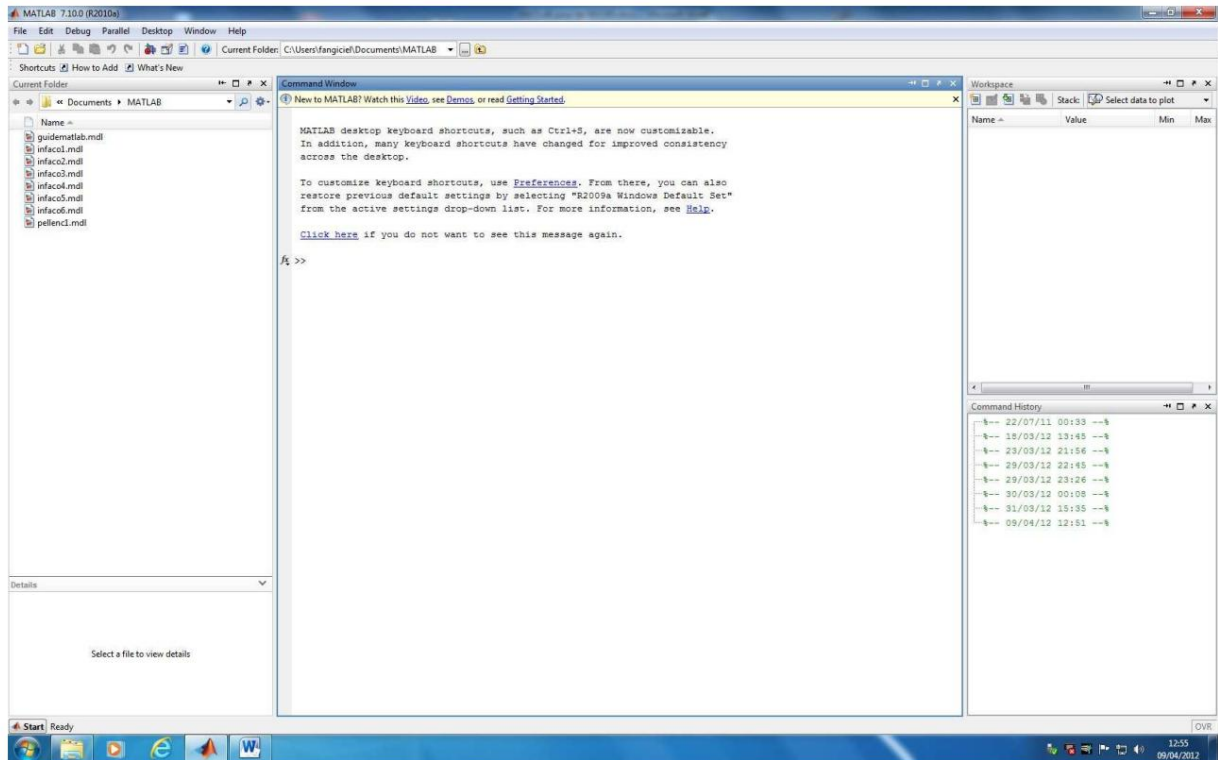 MATLAB 7.10.0 (R2010a)
File Edit Debug Parallel Desktop Window Help
Current Folder: C:\Users\fangiciel\Documents\MATLAB
Shortcuts How to Add What's New
Current Folder
« Documents MATLAB
Name
guidematlab.mdl
infaco1.mdl
infaco2.mdl
infaco3.mdl
infaco4.mdl
infaco5.mdl
infaco6.mdl
pellenc1.mdl
Details
Select a file to view details
Command Window
New to MATLAB? Watch this Video, see Demos, or read Getting Started.
MATLAB desktop keyboard shortcuts, such as Ctrl+S, are now customizable.
In addition, many keyboard shortcuts have changed for improved consistency
across the desktop.
To customize keyboard shortcuts, use Preferences. From there, you can also
restore previous default settings by selecting "R2009a Windows Default Set"
from the active settings drop-down list. For more information, see Help.
Click here if you do not want to see this message again.
fx >>
Workspace
Stack: Select data to plot
Name Value Min Max
Command History
%-- 22/07/11 00:33 --%
%-- 18/03/12 13:45 --%
%-- 23/03/12 21:56 --%
%-- 29/03/12 22:45 --%
%-- 29/03/12 23:26 --%
%-- 30/03/12 00:08 --%
%-- 31/03/12 15:35 --%
%-- 09/04/12 12:51 --%
Start Ready
OVR
W
12:55
09/04/2012